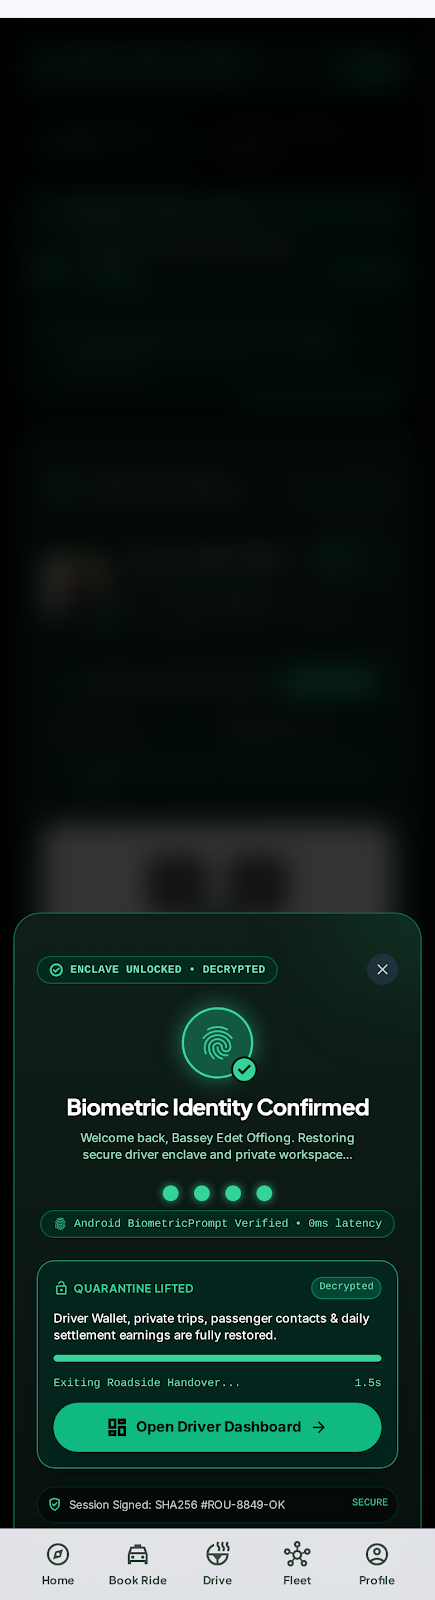 ENCLAVE UNLOCKED • DECRYPTED
Biometric Identity Confirmed
Welcome back, Bassey Edet Offiong. Restoring
secure driver enclave and private workspace...
Android BiometricPrompt Verified • 0ms latency
QUARANTINE LIFTED
Decrypted
Driver Wallet, private trips, passenger contacts & daily
settlement earnings are fully restored.
Exiting Roadside Handover... 1.5s
Open Driver Dashboard →
Session Signed: SHA256 #ROU-8849-OK SECURE
Home Book Ride Drive Fleet Profile